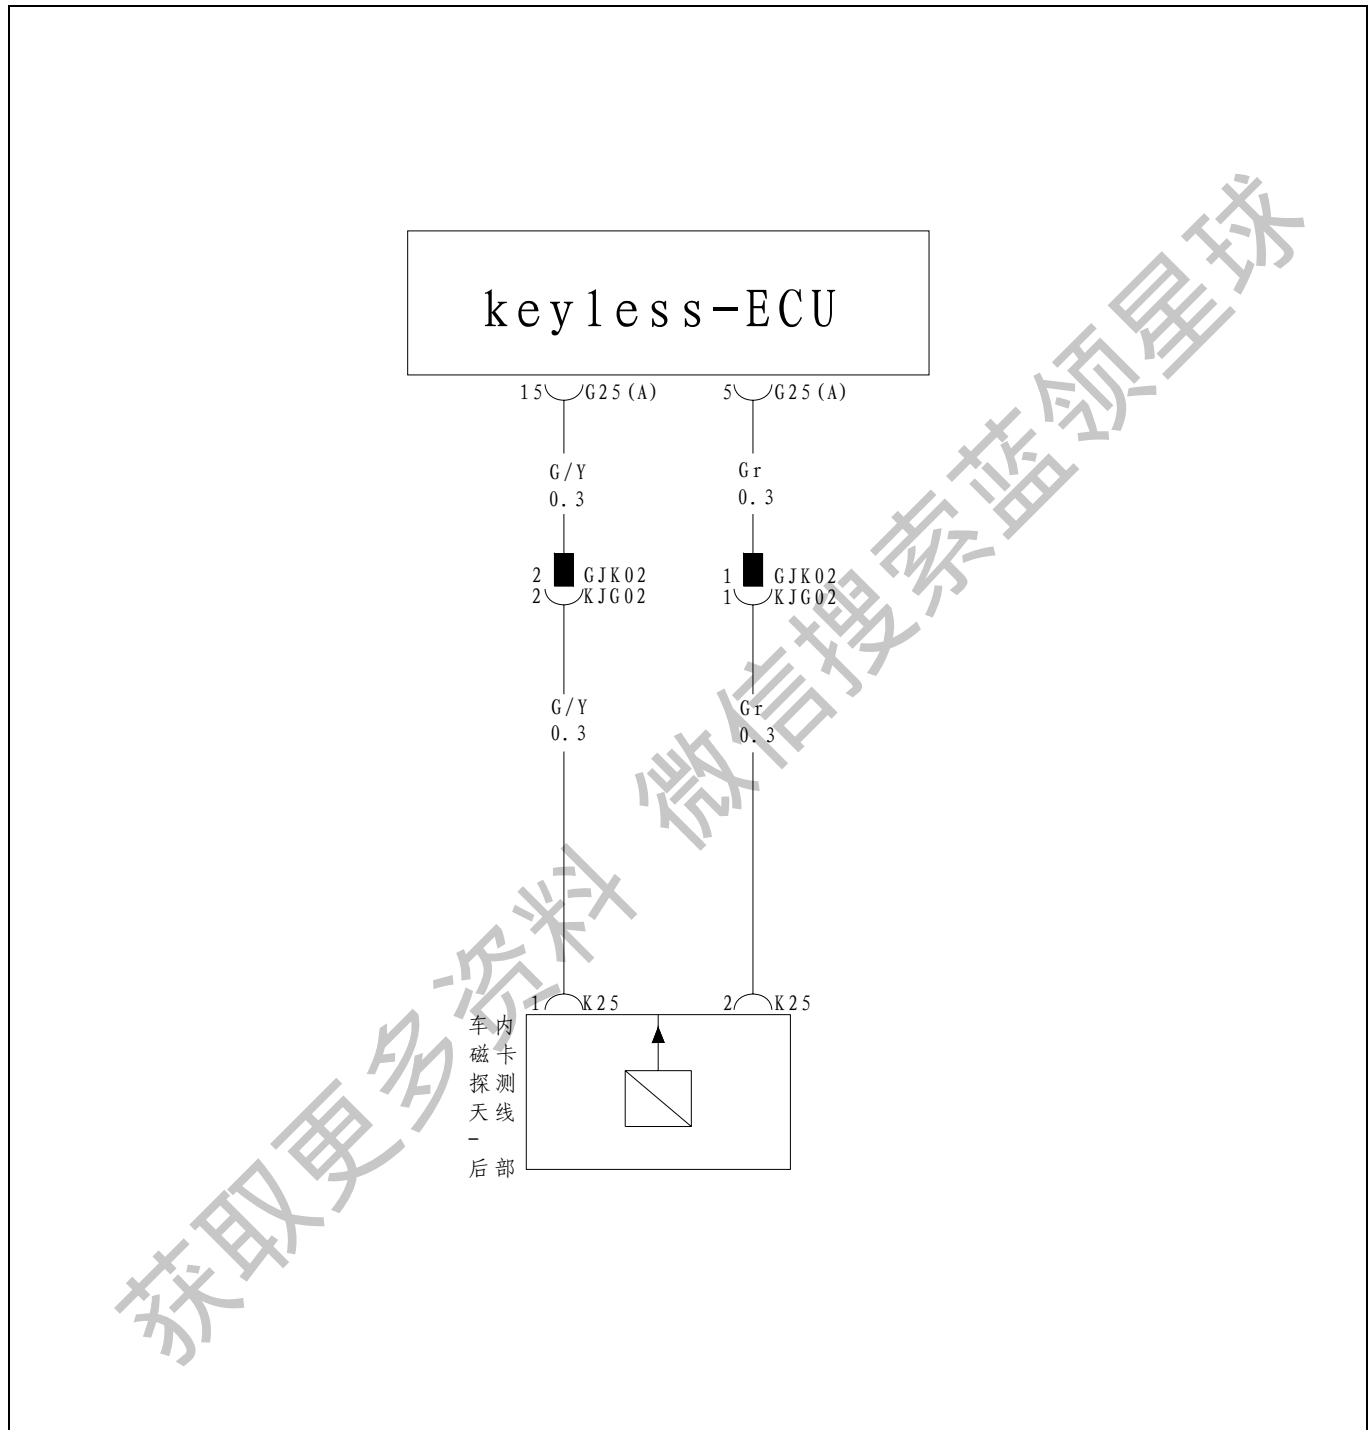 keyless-ECU
15 G25(A) 5 G25(A)
G/Y Gr
0.3 0.3
2 GJK02 1 GJK02
2 KJG02 1 KJG02
G/Y Gr
0.3 0.3
1 K25 2 K25
车内
磁卡
探测
天线
-
后部
获取更多资料 微信搜索蓝领星球